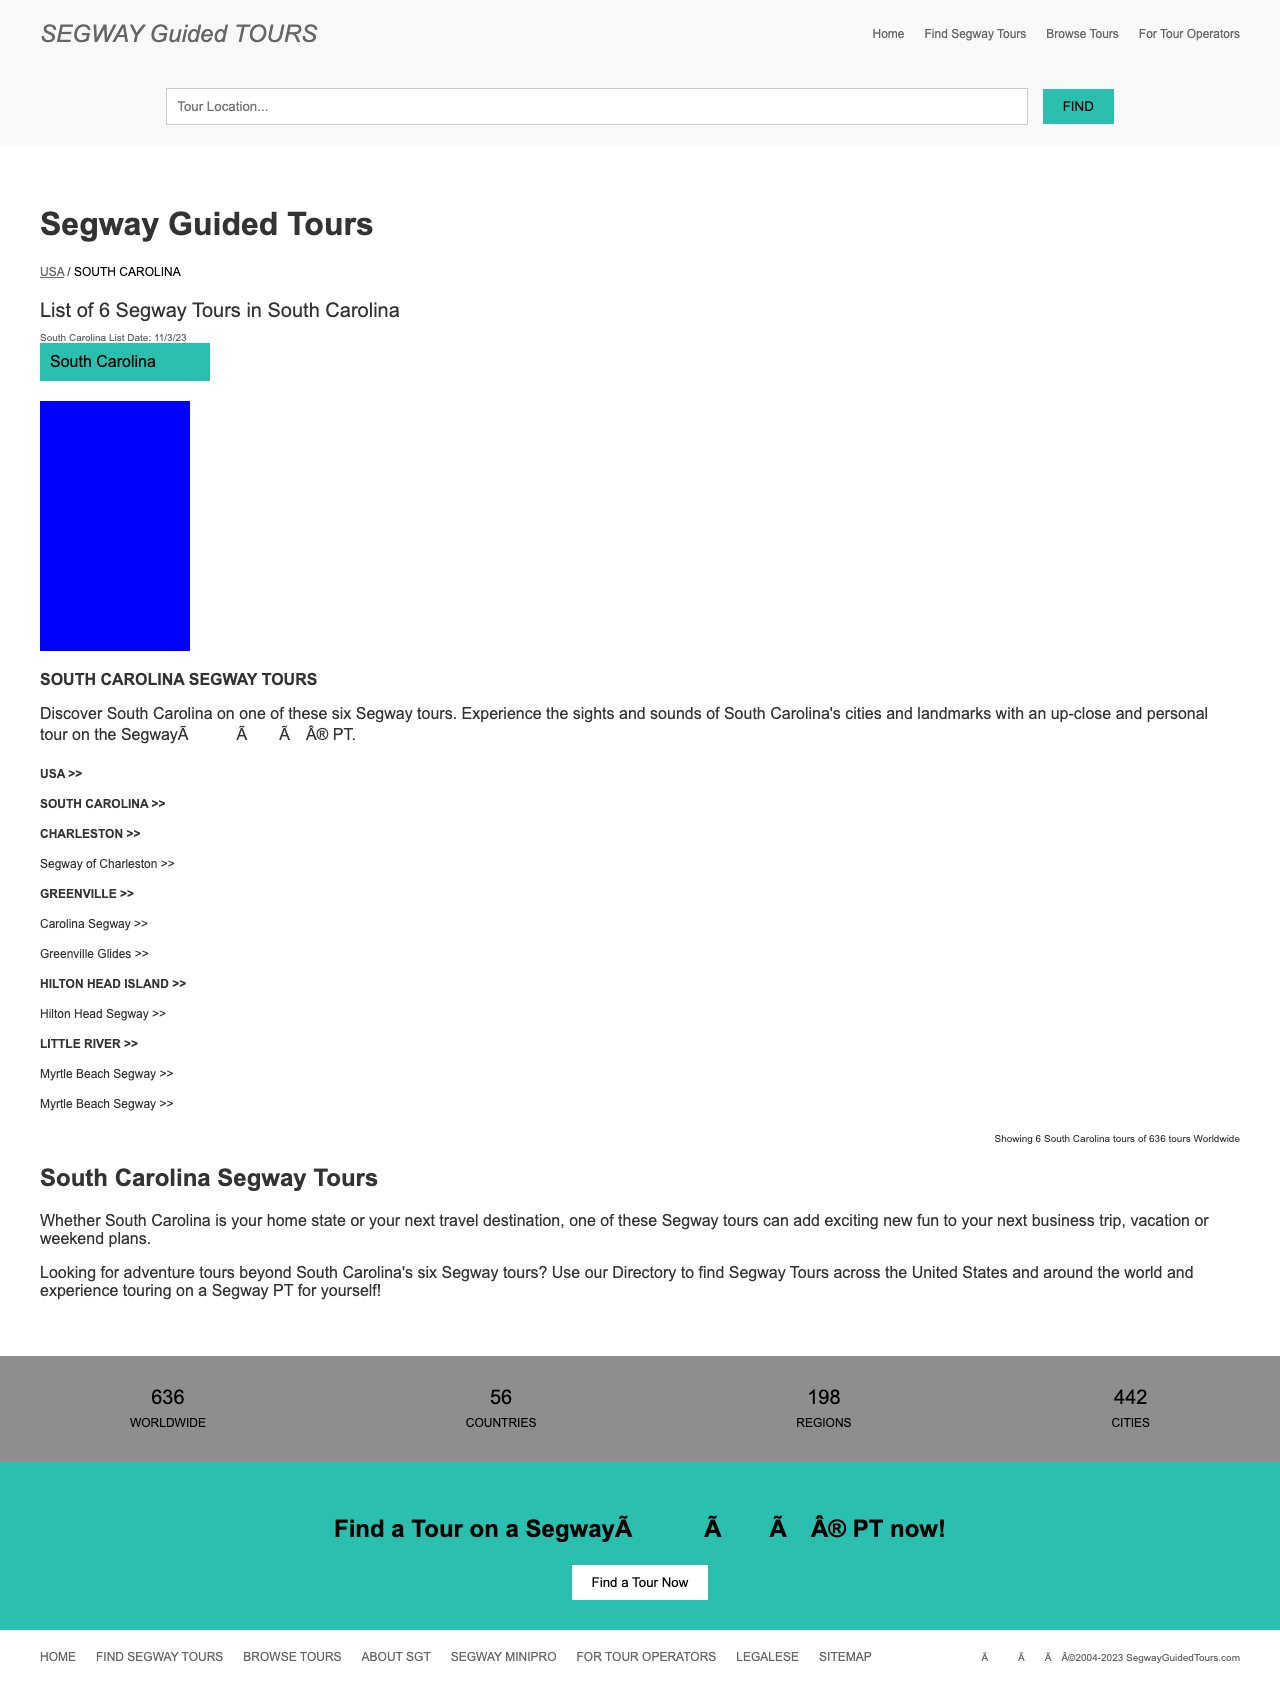 SEGWAY Guided TOURS
Home Find Segway Tours Browse Tours For Tour Operators
Tour Location...
FIND
Segway Guided Tours
USA / SOUTH CAROLINA
List of 6 Segway Tours in South Carolina
South Carolina List Date: 11/3/23
South Carolina
SOUTH CAROLINA SEGWAY TOURS
Discover South Carolina on one of these six Segway tours. Experience the sights and sounds of South Carolina's cities and landmarks with an up-close and personal
tour on the SegwayÃ Ã Ã Â® PT.
USA >>
SOUTH CAROLINA >>
CHARLESTON >>
Segway of Charleston >>
GREENVILLE >>
Carolina Segway >>
Greenville Glides >>
HILTON HEAD ISLAND >>
Hilton Head Segway >>
LITTLE RIVER >>
Myrtle Beach Segway >>
Myrtle Beach Segway >>
Showing 6 South Carolina tours of 636 tours Worldwide
South Carolina Segway Tours
Whether South Carolina is your home state or your next travel destination, one of these Segway tours can add exciting new fun to your next business trip, vacation or
weekend plans.
Looking for adventure tours beyond South Carolina's six Segway tours? Use our Directory to find Segway Tours across the United States and around the world and
experience touring on a Segway PT for yourself!
636 56 198 442
WORLDWIDE COUNTRIES REGIONS CITIES
Find a Tour on a SegwayÃ Ã Ã Â® PT now!
Find a Tour Now
HOME FIND SEGWAY TOURS BROWSE TOURS ABOUT SGT SEGWAY MINIPRO FOR TOUR OPERATORS LEGALESE SITEMAP Ã Ã Ã Â©2004-2023 SegwayGuidedTours.com